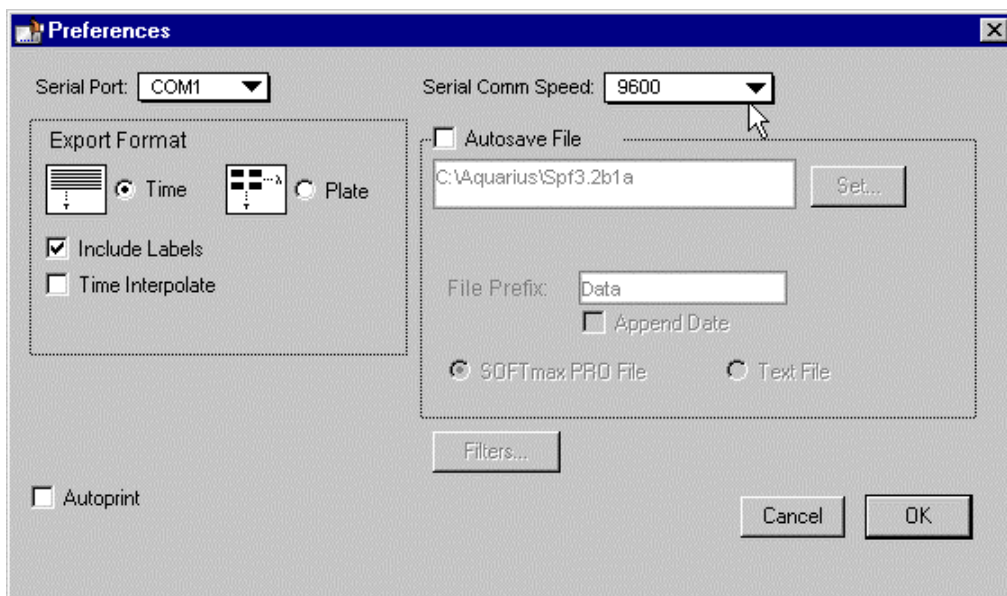 Preferences
Serial Port: COM1
Serial Comm Speed: 9600
Export Format
Time
Plate
Include Labels
Time Interpolate
Autosave File
C:\Aquarius\Spf3.2b1a
Set...
File Prefix: Data
Append Date
SOFTmax PRO File
Text File
Filters...
Autoprint
Cancel
OK